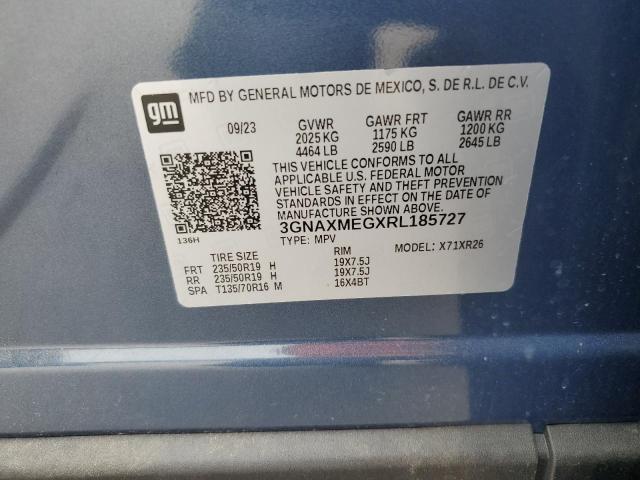 MFD BY GENERAL MOTORS DE MEXICO, S. DE R.L. DE C.V.
gm
09/23 GVWR GAWR FRT GAWR RR
2025 KG 1175 KG 1200 KG
4464 LB 2590 LB 2645 LB
THIS VEHICLE CONFORMS TO ALL
APPLICABLE U.S. FEDERAL MOTOR
VEHICLE SAFETY AND THEFT PREVENTION
STANDARDS IN EFFECT ON THE DATE OF
MANUFACTURE SHOWN ABOVE.
3GNAXMEGXRL185727
136H TYPE: MPV MODEL: X71XR26
TIRE SIZE RIM
FRT 235/50R19 H 19X7.5J
RR 235/50R19 H 19X7.5J
SPA T135/70R16 M 16X4BT